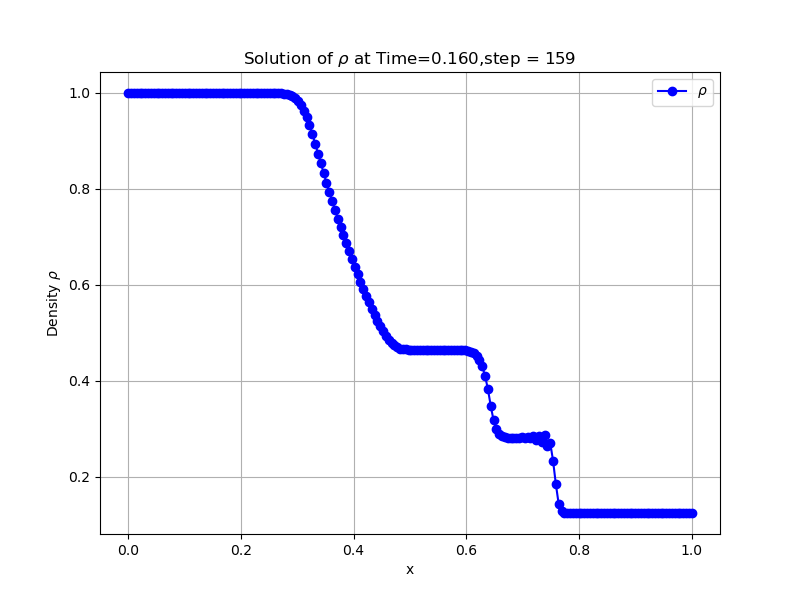 Solution of ρ at Time=0.160,step = 159
ρ
1.0
0.8
0.6
0.4
0.2
Density ρ
0.0 0.2 0.4 0.6 0.8 1.0
x